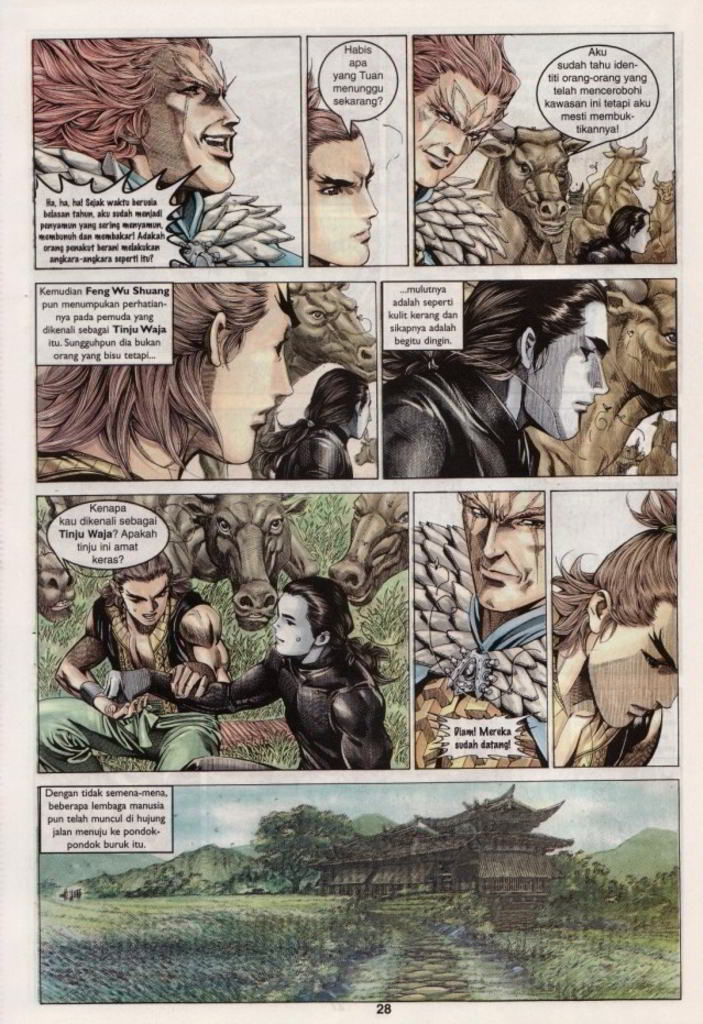 Ha, ha, ha! Sejak waktu berusia
belasan tahun, aku sudah menjadi
penyamun yang sering menyamun,
membunuh dan membakar! Adakah
orang penakut berani melakukan
angkara-angkara seperti itu?
Habis
apa
yang Tuan
menunggu
sekarang?
Aku
sudah tahu iden-
titi orang-orang yang
telah mencerobohi
kawasan ini tetapi aku
mesti membuk-
tikannya!
Kemudian Feng Wu Shuang
pun menumpukan perhatian-
nya pada pemuda yang
dikenali sebagai Tinju Waja
itu. Sungguhpun dia bukan
orang yang bisu tetapi...
...mulutnya
adalah seperti
kulit kerang dan
sikapnya adalah
begitu dingin.
Kenapa
kau dikenali sebagai
Tinju Waja? Apakah
tinju ini amat
keras?
Diam! Mereka
sudah datang!
Dengan tidak semena-mena,
beberapa lembaga manusia
pun muncul di hujung
jalan menuju ke pondok-
pondok buruk itu.
28